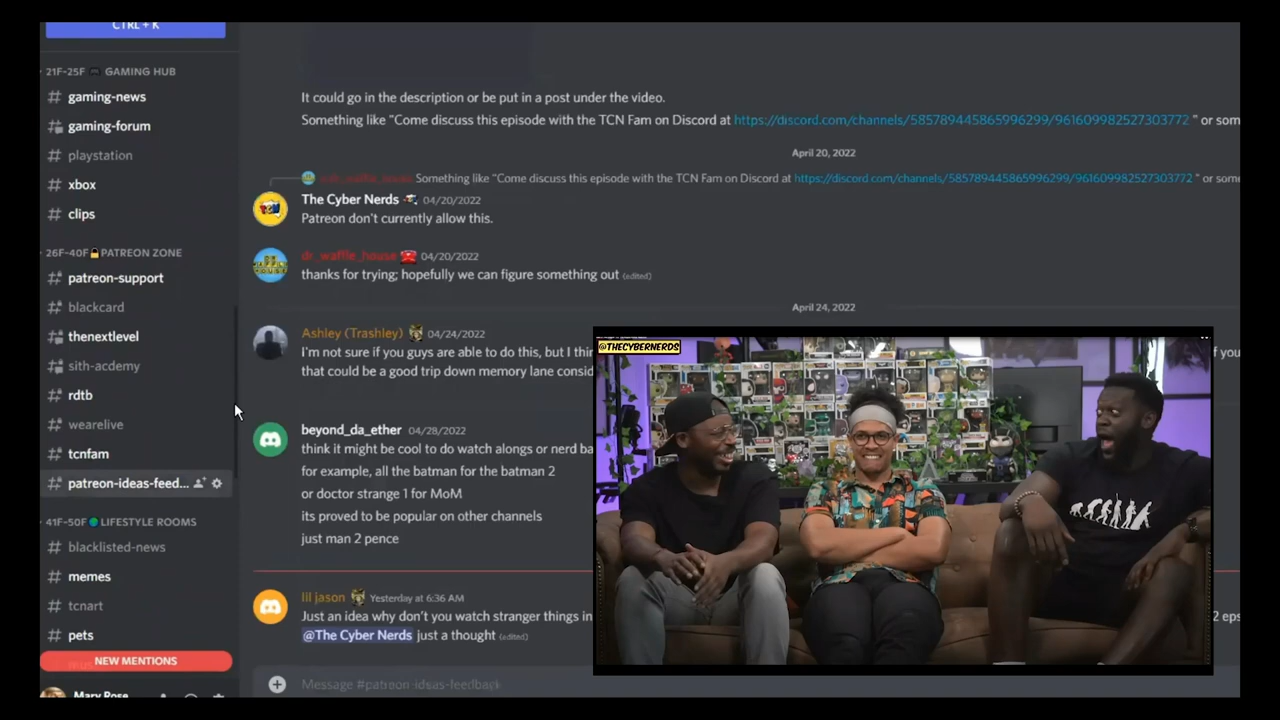 CTRL + K
21F-25F GAMING HUB
# gaming-news
# gaming-forum
# playstation
# xbox
# clips
26F-40F PATREON ZONE
# patreon-support
# blackcard
# thenextlevel
# sith-academy
# rdtb
# wearelive
# tcnfam
# patreon-ideas-feed...
41F-50F LIFESTYLE ROOMS
# blacklisted-news
# memes
# tcnart
# pets
NEW MENTIONS
Mary Rose
It could go in the description or be put in a post under the video.
Something like "Come discuss this episode with the TCN Fam on Discord at https://discord.com/channels/585789445865996299/961609982527303772 " or som
April 20, 2022
Something like "Come discuss this episode with the TCN Fam on Discord at https://discord.com/channels/585789445865996299/961609982527303772 " or some
The Cyber Nerds 04/20/2022
Patreon don't currently allow this.
dr_waffle_house 04/20/2022
thanks for trying; hopefully we can figure something out (edited)
April 24, 2022
Ashley (Trashley) 04/24/2022
I'm not sure if you guys are able to do this, but I thin
f you
that could be a good trip down memory lane consid
beyond_da_ether 04/28/2022
think it might be cool to do watch alongs or nerd ba
for example, all the batman for the batman 2
or doctor strange 1 for MoM
its proved to be popular on other channels
just man 2 pence
lil jason Yesterday at 6:36 AM
Just an idea why don't you watch stranger things in
2 eps
@The Cyber Nerds just a thought (edited)
Message #patreon-ideas-feedback
@THECYBERNERDS